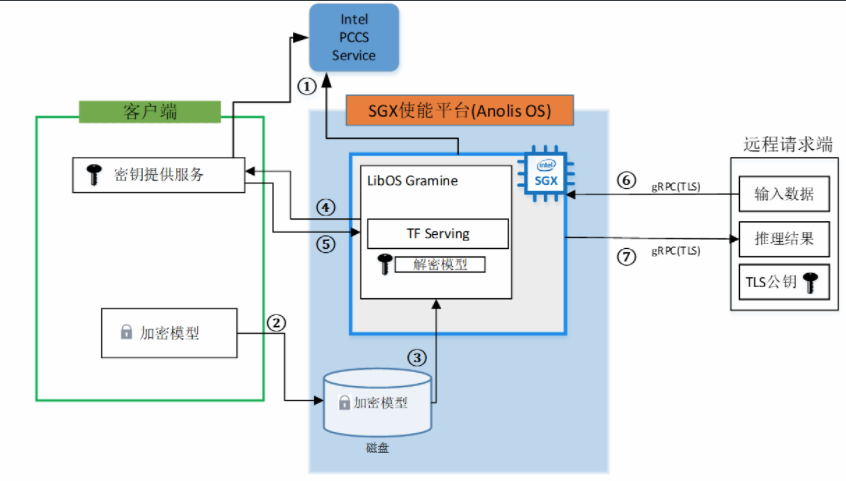 Intel
PCCS
Service
①
客户端
SGX使能平台(Anolis OS)
远程请求端
密钥提供服务
intel
SGX
LibOS Gramine
⑥
gRPC(TLS)
输入数据
④
⑤
TF Serving
解密模型
推理结果
⑦
gRPC(TLS)
TLS公钥
加密模型
②
③
加密模型
磁盘